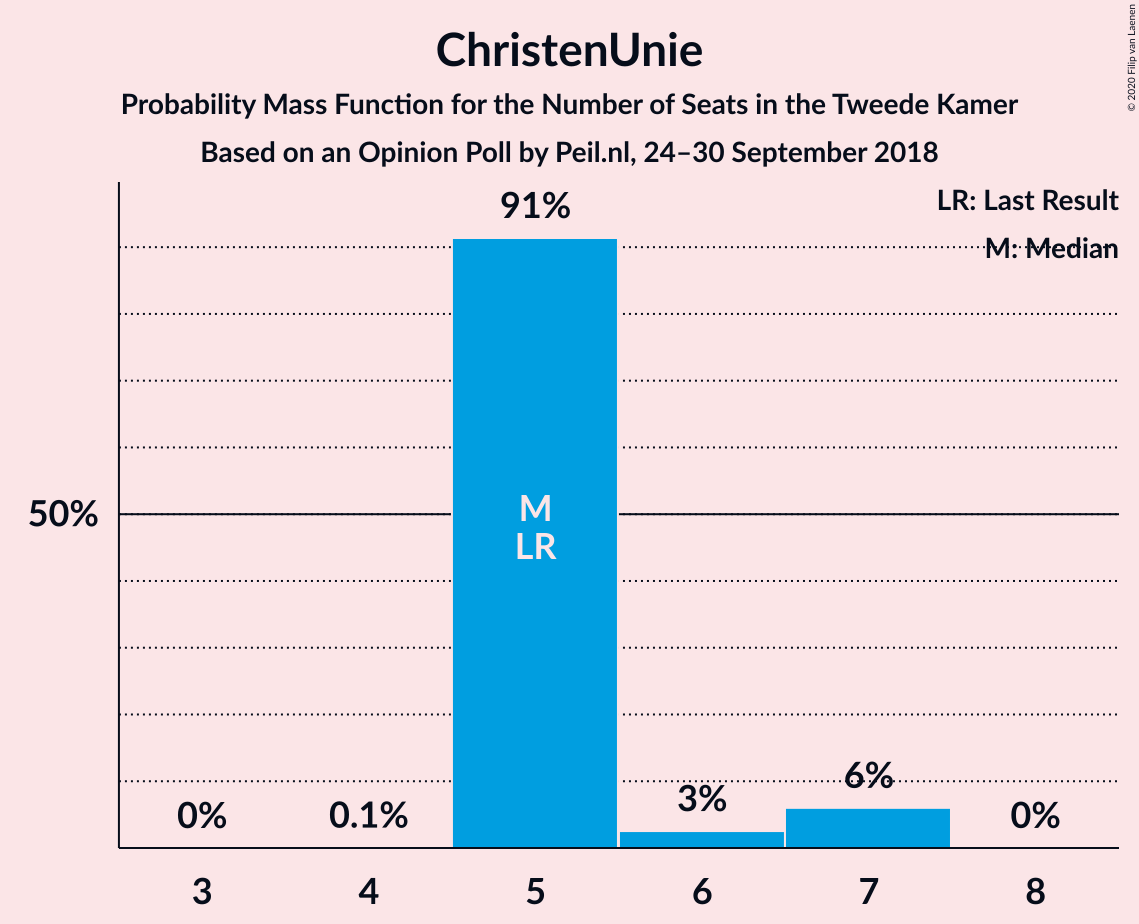 ChristenUnie
Probability Mass Function for the Number of Seats in the Tweede Kamer
Based on an Opinion Poll by Peil.nl, 24–30 September 2018
© 2020 Filip van Laenen
LR: Last Result
M: Median
91%
50%
M
LR
0%
0.1%
3%
6%
0%
3
4
5
6
7
8